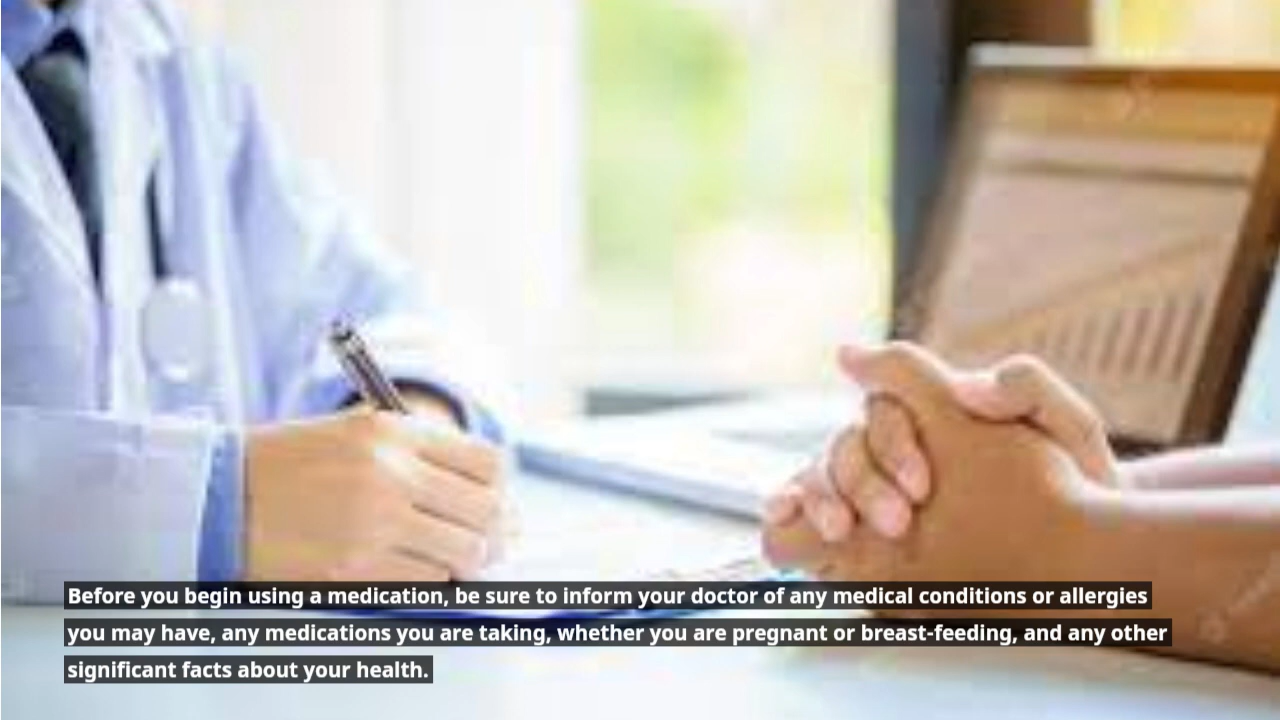 Before you begin using a medication, be sure to inform your doctor of any medical conditions or allergies
you may have, any medications you are taking, whether you are pregnant or breast-feeding, and any other
significant facts about your health.